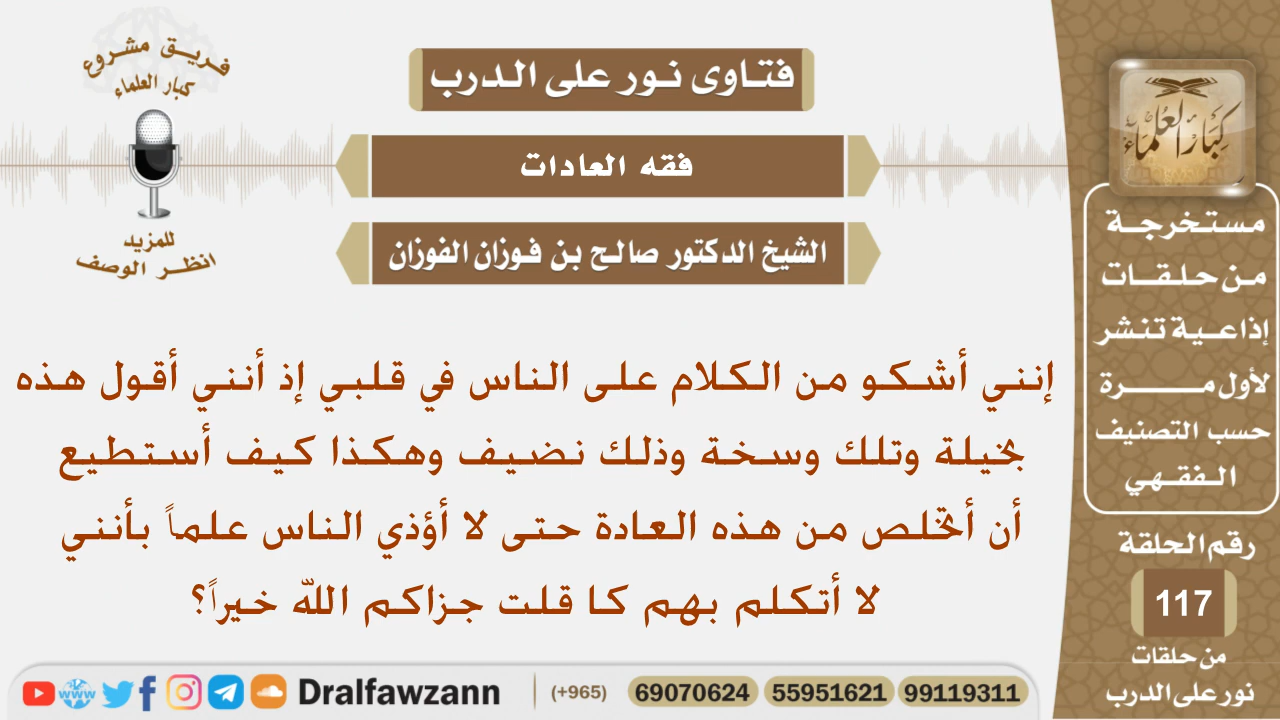 فريق مشروع
كبار العلماء
للمزيد
انظر الوصف
فتاوى نور على الدرب
فقه العادات
الشيخ الدكتور صالح بن فوزان الفوزان
إنني أشكو من الكلام على الناس في قلبي إذ أنني أقول هذه
بخيلة وتلك وسخة وذلك نضيف وهكذا كيف أستطيع
أن أتخلص من هذه العادة حتى لا أؤذي الناس علماً بأنني
لا أتكلم بهم كما قلت جزاكم الله خيراً؟
كبار العلماء
مستخرجة
من حلقات
إذاعية تنشر
لأول مرة
حسب التصنيف
الفقهي
رقم الحلقة
117
من حلقات
نور على الدرب
www
Dralfawzann
(+965)
69070624
55951621
99119311